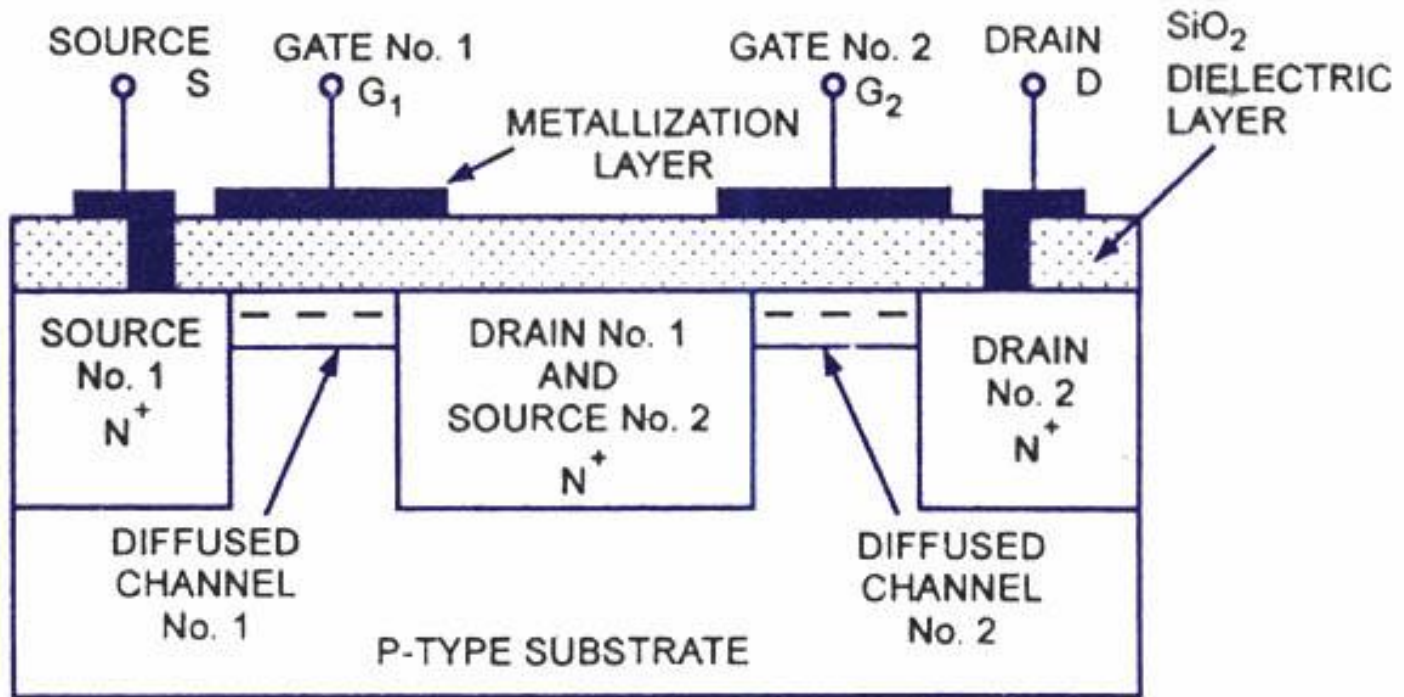 SOURCE
S
GATE No. 1
G₁
GATE No. 2
G₂
DRAIN
D
SiO₂
DIELECTRIC
LAYER
METALLIZATION
LAYER
SOURCE
No. 1
N⁺
DRAIN No. 1
AND
SOURCE No. 2
N⁺
DRAIN
No. 2
N⁺
DIFFUSED
CHANNEL
No. 1
DIFFUSED
CHANNEL
No. 2
P-TYPE SUBSTRATE